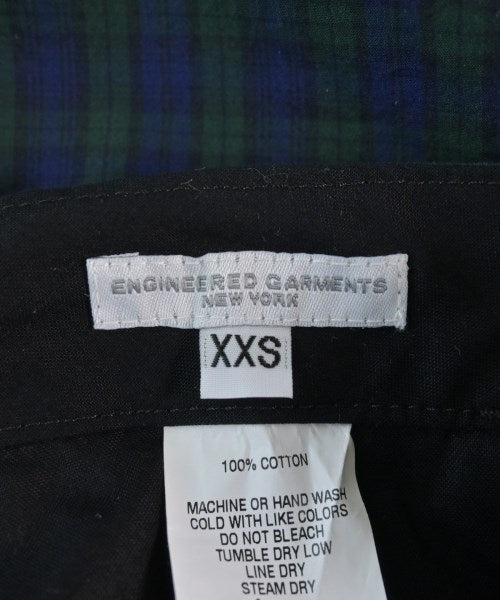 ENGINEERED GARMENTS
NEW YORK
XXS
100% COTTON
MACHINE OR HAND WASH
COLD WITH LIKE COLORS
DO NOT BLEACH
TUMBLE DRY LOW
LINE DRY
STEAM DRY